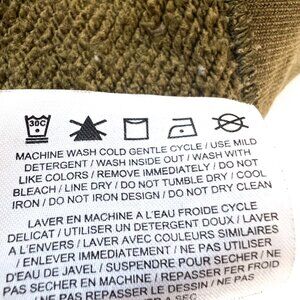 30C
MACHINE WASH COLD GENTLE CYCLE / USE MILD
DETERGENT / WASH INSIDE OUT / WASH WITH
LIKE COLORS / REMOVE IMMEDIATELY / DO NOT
BLEACH / LINE DRY / DO NOT TUMBLE DRY / COOL
IRON / DO NOT IRON DESIGN / DO NOT DRY CLEAN
LAVER EN MACHINE A L'EAU FROIDE CYCLE
DELICAT / UTILISER UN DETERGENT DOUX / LAVER
A L'ENVERS / LAVER AVEC COULEURS SIMILAIRES
/ ENLEVER IMMEDIATEMENT / NE PAS UTILISER
D'EAU DE JAVEL / SUSPENDRE POUR SECHER / NE
PAS EN MACHINE / REPASSER FER FROID
/ NE PAS REPASSER LE DESSIN / NE PAS